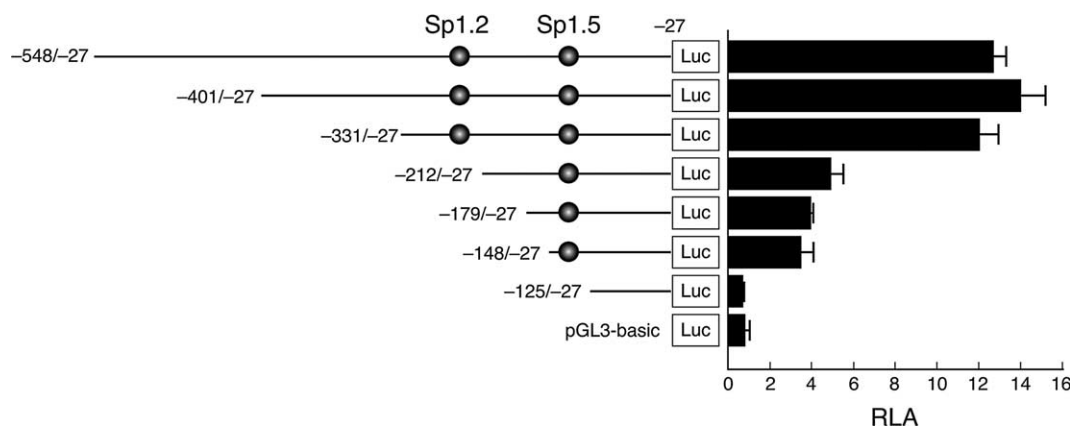 Sp1.2 Sp1.5 –27
–548/–27 Luc
–401/–27 Luc
–331/–27 Luc
–212/–27 Luc
–179/–27 Luc
–148/–27 Luc
–125/–27 Luc
pGL3-basic Luc
0 2 4 6 8 10 12 14 16
RLA